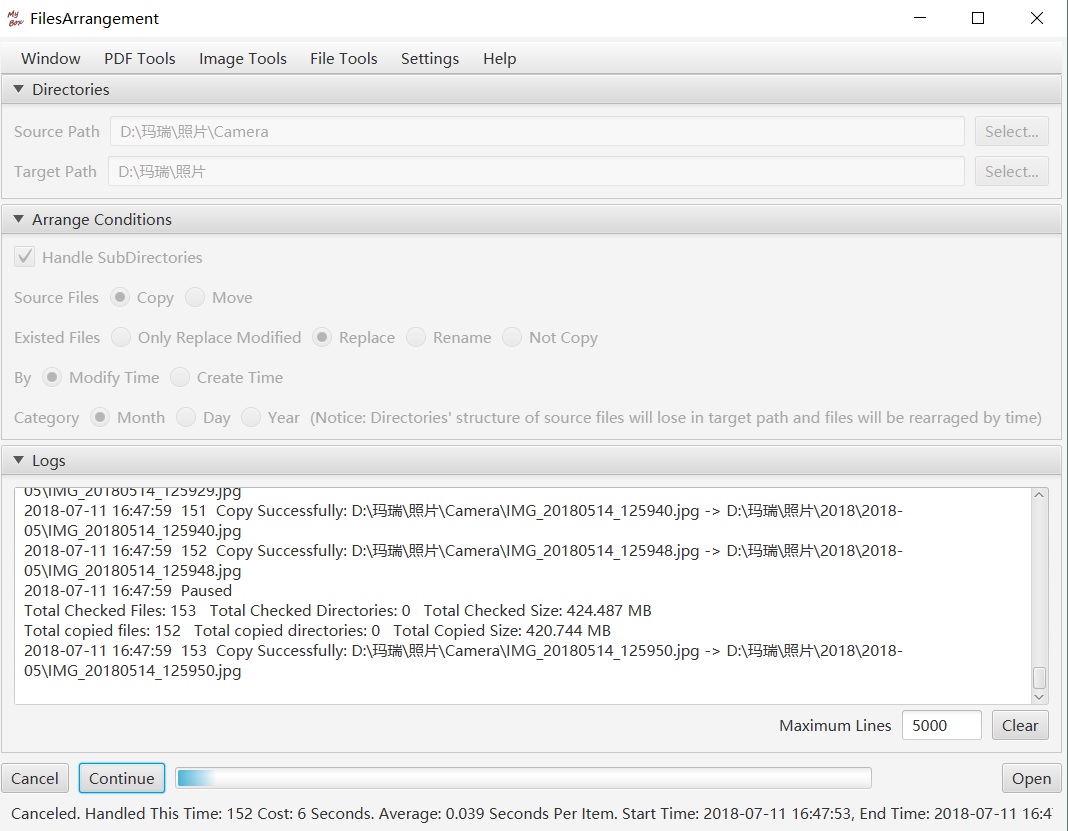 My Box FilesArrangement
Window PDF Tools Image Tools File Tools Settings Help
Directories
Source Path D:\玛瑞\照片\Camera Select...
Target Path D:\玛瑞\照片 Select...
Arrange Conditions
Handle SubDirectories
Source Files Copy Move
Existed Files Only Replace Modified Replace Rename Not Copy
By Modify Time Create Time
Category Month Day Year (Notice: Directories' structure of source files will lose in target path and files will be rearraged by time)
Logs
05\IMG_20180514_125929.jpg
2018-07-11 16:47:59 151 Copy Successfully: D:\玛瑞\照片\Camera\IMG_20180514_125940.jpg -> D:\玛瑞\照片\2018\2018-
05\IMG_20180514_125940.jpg
2018-07-11 16:47:59 152 Copy Successfully: D:\玛瑞\照片\Camera\IMG_20180514_125948.jpg -> D:\玛瑞\照片\2018\2018-
05\IMG_20180514_125948.jpg
2018-07-11 16:47:59 Paused
Total Checked Files: 153 Total Checked Directories: 0 Total Checked Size: 424.487 MB
Total copied files: 152 Total copied directories: 0 Total Copied Size: 420.744 MB
2018-07-11 16:47:59 153 Copy Successfully: D:\玛瑞\照片\Camera\IMG_20180514_125950.jpg -> D:\玛瑞\照片\2018\2018-
05\IMG_20180514_125950.jpg
Maximum Lines 5000 Clear
Cancel Continue Open
Canceled. Handled This Time: 152 Cost: 6 Seconds. Average: 0.039 Seconds Per Item. Start Time: 2018-07-11 16:47:53, End Time: 2018-07-11 16:4